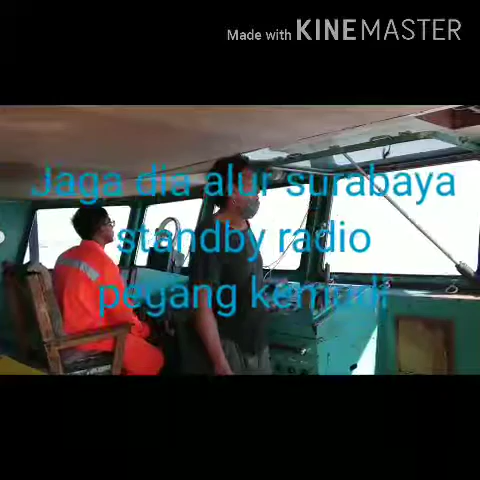 Made with KINEMASTER
Jaga dia alur surabaya
standby radio
pegang kemudi